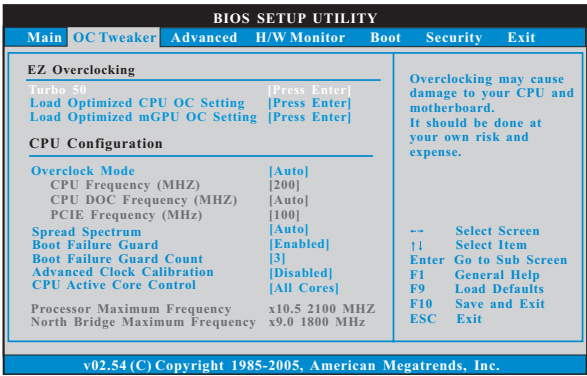 BIOS SETUP UTILITY
Main OC Tweaker Advanced H/W Monitor Boot Security Exit
EZ Overclocking
Turbo 50 [Press Enter]
Load Optimized CPU OC Setting [Press Enter]
Load Optimized mGPU OC Setting [Press Enter]
CPU Configuration
Overclock Mode [Auto]
CPU Frequency (MHZ) [200]
CPU DOC Frequency (MHZ) [Auto]
PCIE Frequency (MHz) [100]
Spread Spectrum [Auto]
Boot Failure Guard [Enabled]
Boot Failure Guard Count [3]
Advanced Clock Calibration [Disabled]
CPU Active Core Control [All Cores]
Processor Maximum Frequency x10.5 2100 MHZ
North Bridge Maximum Frequency x9.0 1800 MHz
Overclocking may cause
damage to your CPU and
motherboard.
It should be done at
your own risk and
expense.
←→ Select Screen
↑↓ Select Item
Enter Go to Sub Screen
F1 General Help
F9 Load Defaults
F10 Save and Exit
ESC Exit
v02.54 (C) Copyright 1985-2005, American Megatrends, Inc.